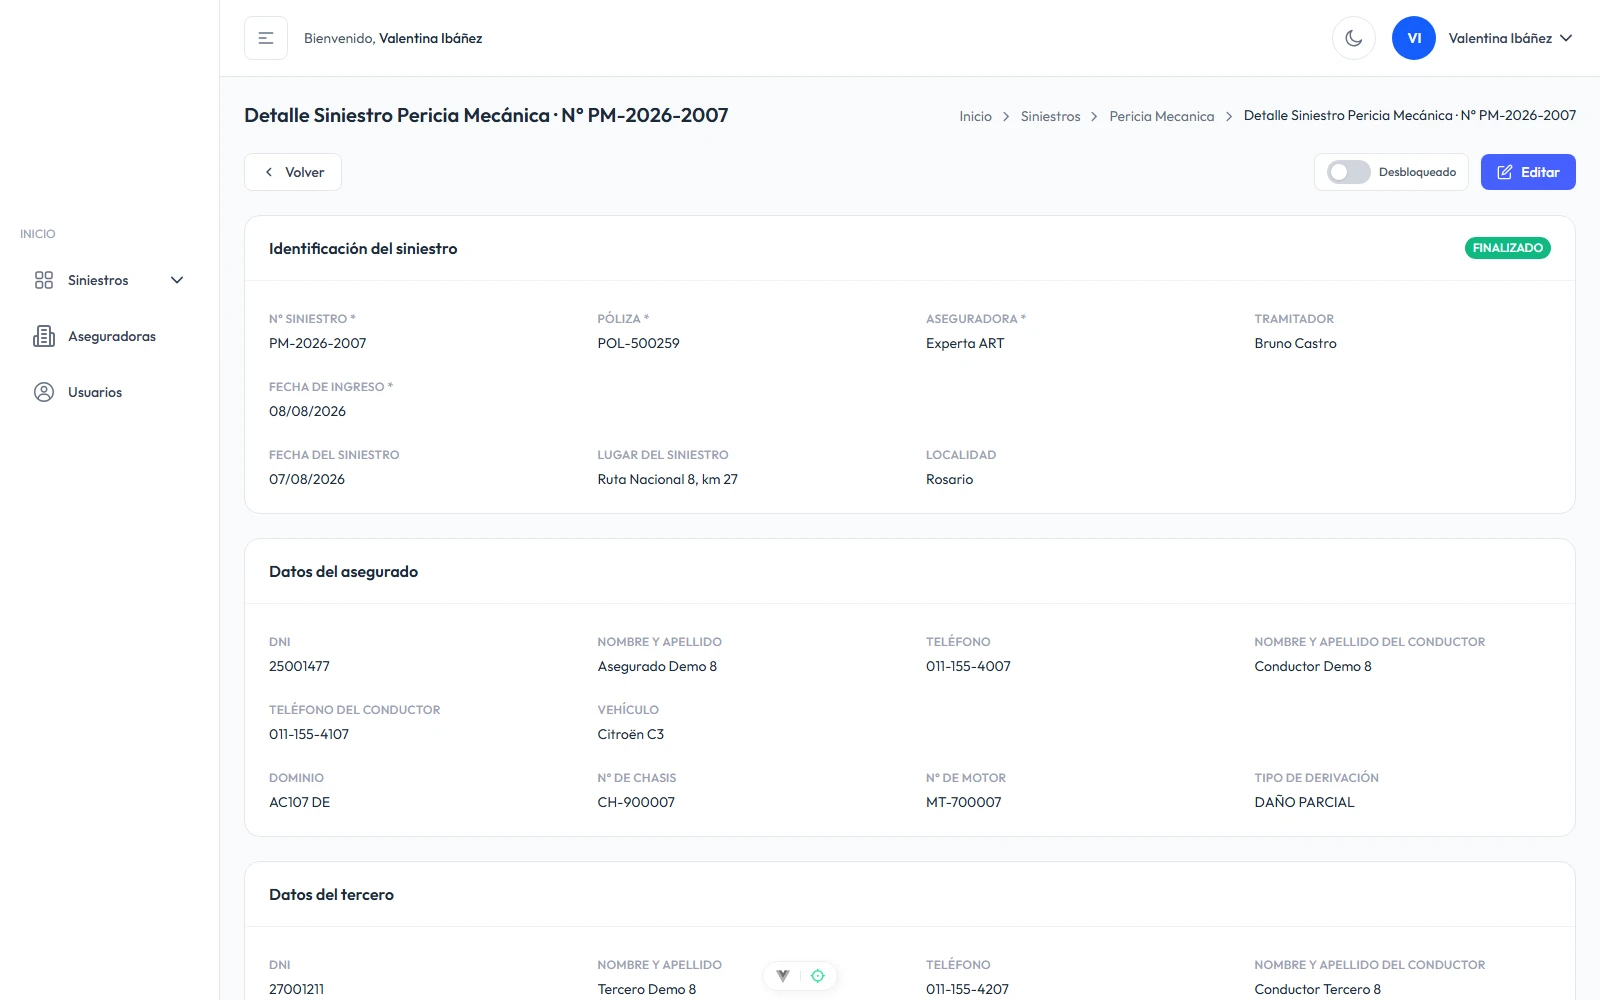 Bienvenido, Valentina Ibáñez
VI
Valentina Ibáñez
Detalle Siniestro Pericia Mecánica · N° PM-2026-2007
Inicio > Siniestros > Pericia Mecanica > Detalle Siniestro Pericia Mecánica · N° PM-2026-2007
Volver
Desbloqueado
Editar
INICIO
Siniestros
Aseguradoras
Usuarios
Identificación del siniestro
FINALIZADO
N° SINIESTRO * PÓLIZA * ASEGURADORA * TRAMITADOR
PM-2026-2007 POL-500259 Experta ART Bruno Castro
FECHA DE INGRESO *
08/08/2026
FECHA DEL SINIESTRO LUGAR DEL SINIESTRO LOCALIDAD
07/08/2026 Ruta Nacional 8, km 27 Rosario
Datos del asegurado
DNI NOMBRE Y APELLIDO TELÉFONO NOMBRE Y APELLIDO DEL CONDUCTOR
25001477 Asegurado Demo 8 011-155-4007 Conductor Demo 8
TELÉFONO DEL CONDUCTOR VEHÍCULO
011-155-4107 Citroën C3
DOMINIO N° DE CHASIS N° DE MOTOR TIPO DE DERIVACIÓN
AC107 DE CH-900007 MT-700007 DAÑO PARCIAL
Datos del tercero
DNI NOMBRE Y APELLIDO TELÉFONO NOMBRE Y APELLIDO DEL CONDUCTOR
27001211 Tercero Demo 8 011-155-4207 Conductor Tercero 8